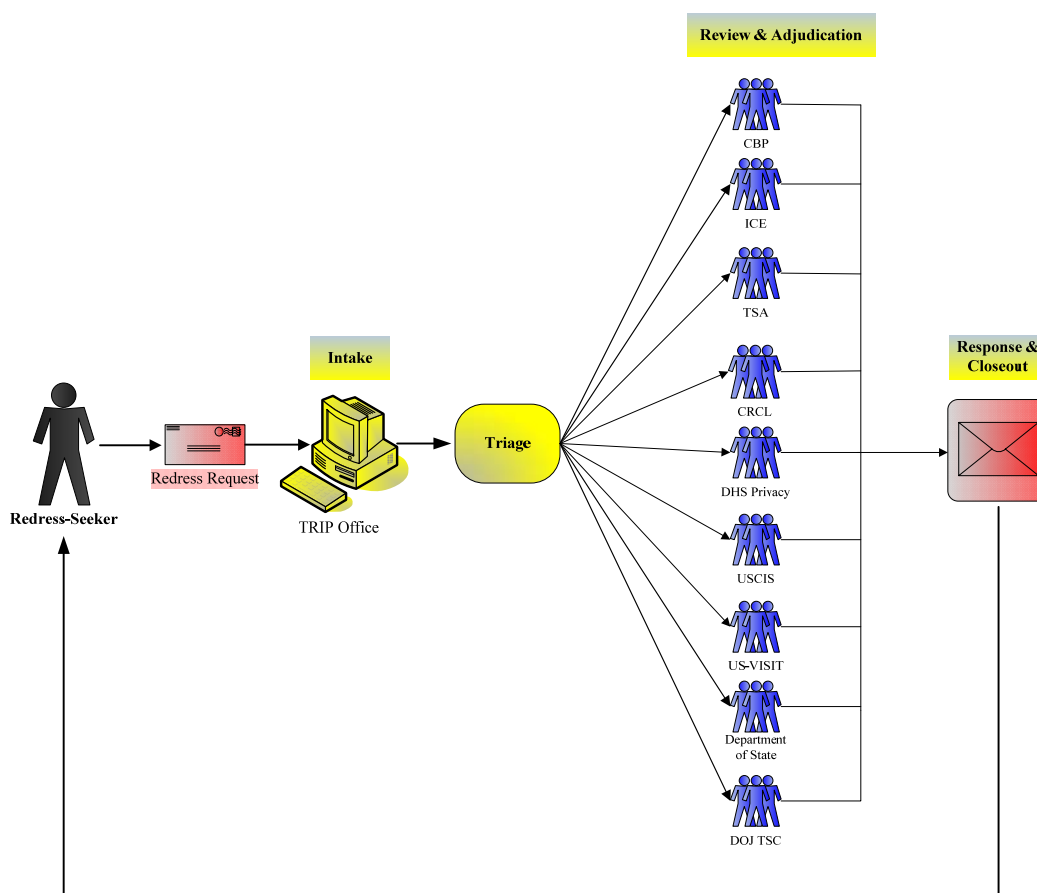 Review & Adjudication
CBP
ICE
TSA
Intake
Response &
Closeout
CRCL
Triage
Redress Request
DHS Privacy
Redress-Seeker
TRIP Office
USCIS
US-VISIT
Department
of State
DOJ TSC